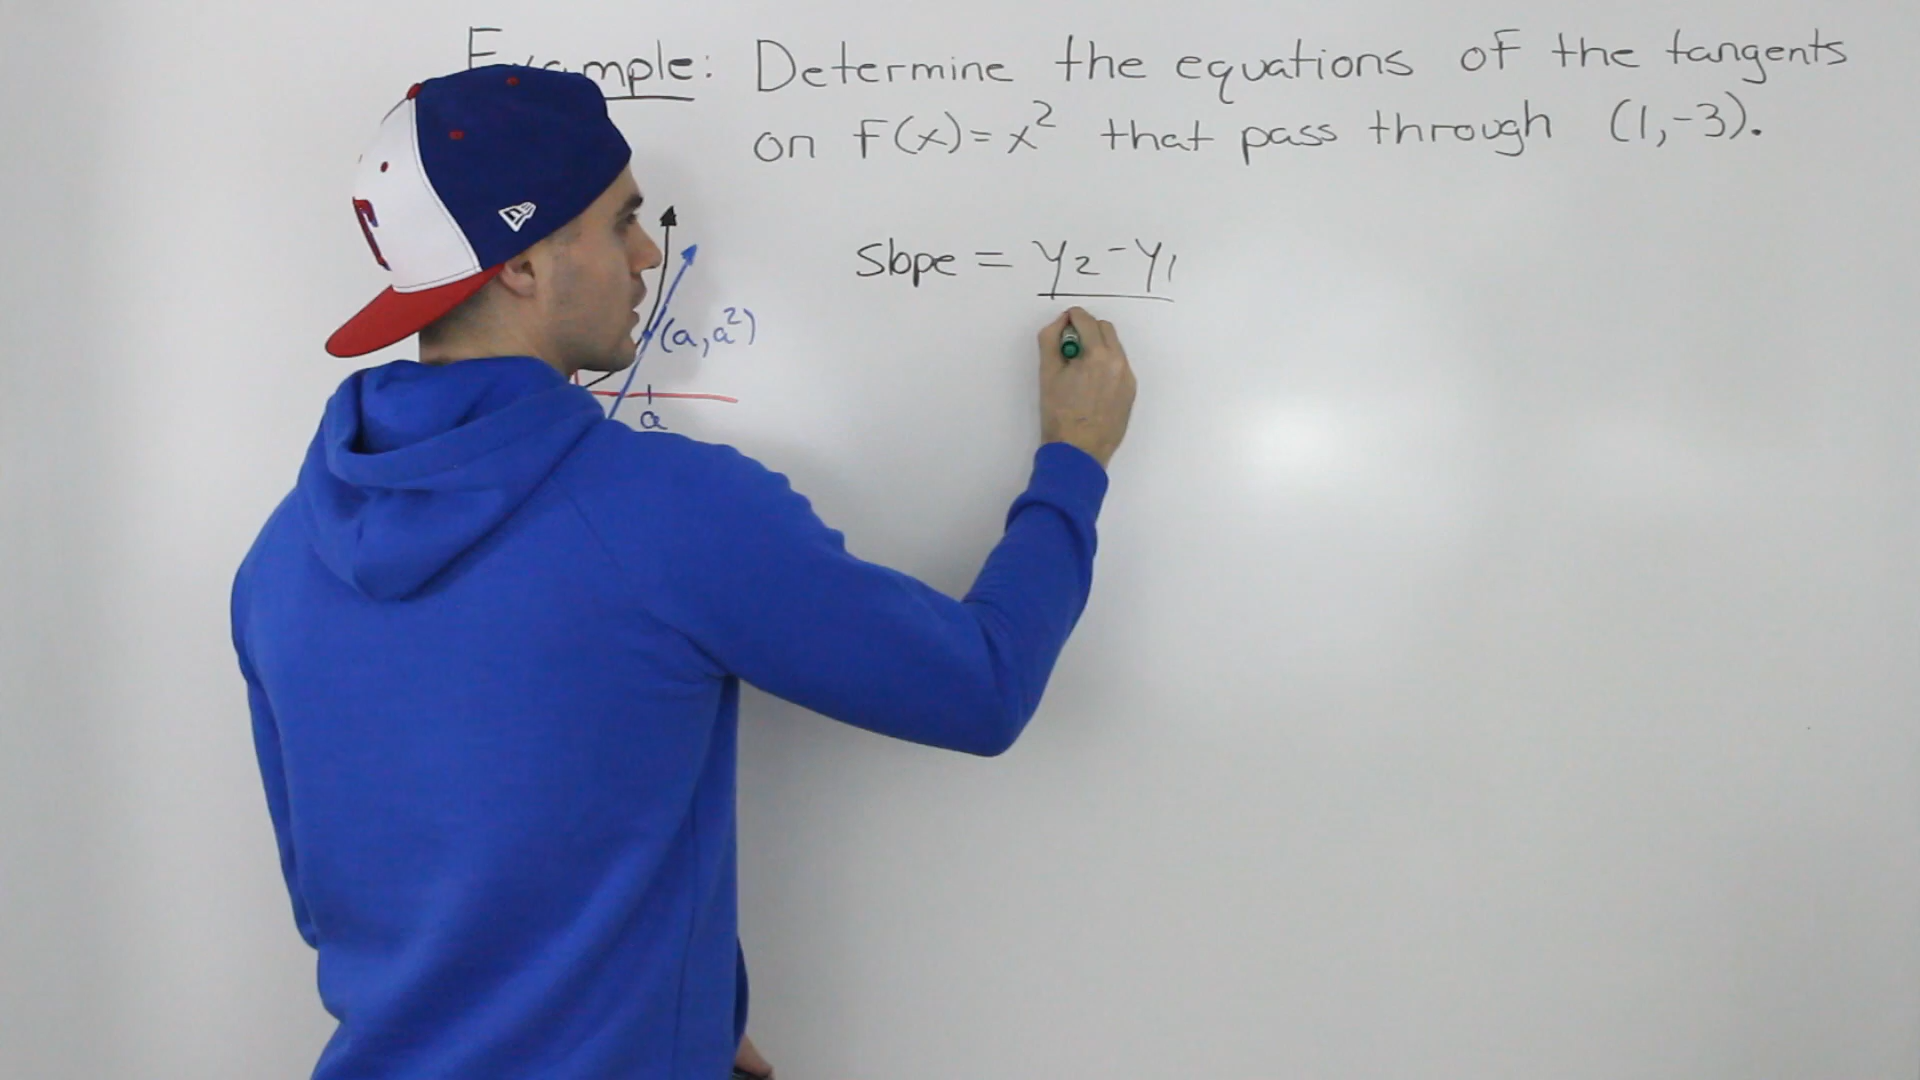 Example: Determine the equations of the tangents
on f(x)=x² that pass through (1,-3).
Slope = y₂-y₁
(a,a²)
a